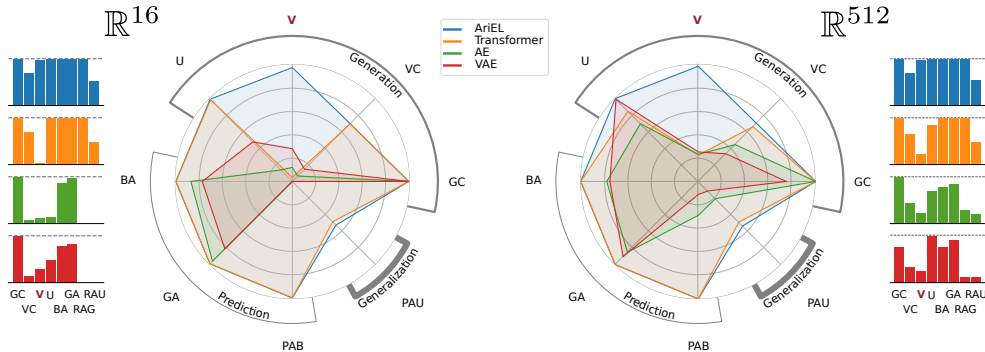 ℝ¹⁶
V
AriEL
Transformer
AE
VAE
V
ℝ⁵¹²
U
Generation
VC
U
Generation
VC
BA
GC
BA
GC
GA
Prediction
PAB
Generalization
PAU
GA
Prediction
PAB
Generalization
PAU
GC V U GA RAU
VC BA RAG
GC V U GA RAU
VC BA RAG